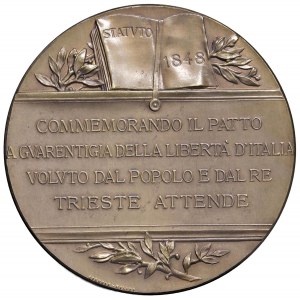 STATVTO
1848
COMMEMORANDO IL PATTO
A GVARENTIGIA DELLA LIBERTÀ D'ITALIA
VOLVTO DAL POPOLO E DAL RE
TRIESTE ATTENDE